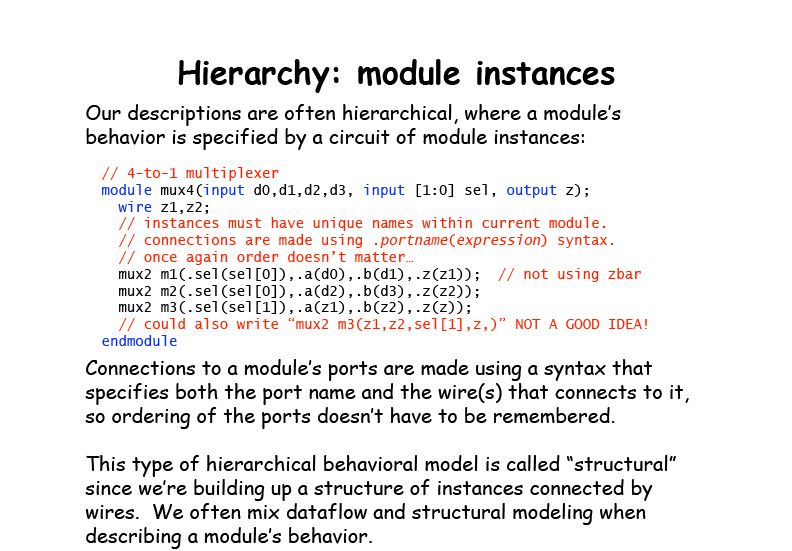 Hierarchy: module instances
Our descriptions are often hierarchical, where a module's
behavior is specified by a circuit of module instances:
// 4-to-1 multiplexer
module mux4(input d0,d1,d2,d3, input [1:0] sel, output z);
wire z1,z2;
// instances must have unique names within current module.
// connections are made using .portname(expression) syntax.
// once again order doesn't matter…
mux2 m1(.sel(sel[0]),.a(d0),.b(d1),.z(z1)); // not using zbar
mux2 m2(.sel(sel[0]),.a(d2),.b(d3),.z(z2));
mux2 m3(.sel(sel[1]),.a(z1),.b(z2),.z(z));
// could also write “mux2 m3(z1,z2,sel[1],z,)” NOT A GOOD IDEA!
endmodule
Connections to a module's ports are made using a syntax that
specifies both the port name and the wire(s) that connects to it,
so ordering of the ports doesn't have to be remembered.
This type of hierarchical behavioral model is called “structural”
since we're building up a structure of instances connected by
wires. We often mix dataflow and structural modeling when
describing a module's behavior.